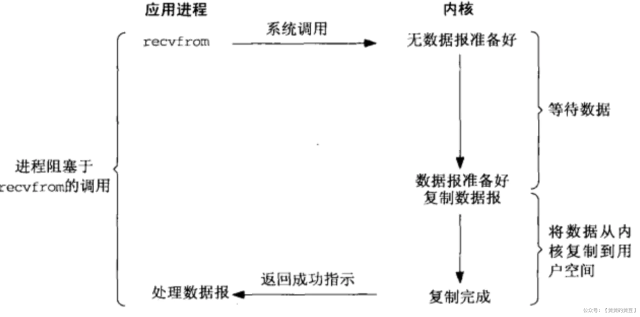 应用进程
内核
recvfrom
系统调用
无数据报准备好
等待数据
进程阻塞于
recvfrom的调用
数据报准备好
复制数据报
将数据从内
核复制到用
户空间
处理数据报
返回成功指示
复制完成